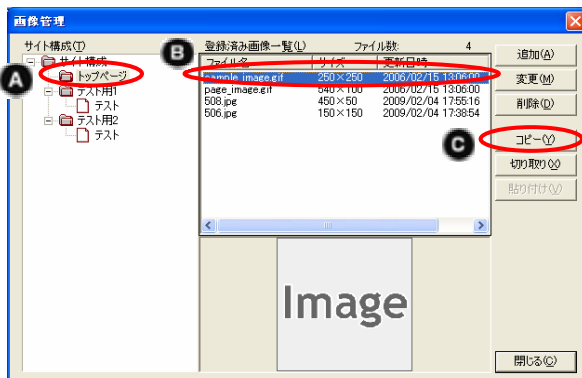 画像管理
サイト構成(T)
登録済み画像一覧(L) ファイル数: 4
追加(A)
変更(M)
削除(D)
コピー(Y)
切り取り(X)
貼り付け(V)
閉じる(C)
A
B
C
サイト構成
トップページ
テスト用1
テスト
テスト用2
テスト
ファイル名 サイズ 更新日時
sample_image.gif 250×250 2006/02/15 13:06:00
page_image.gif 540×100 2006/02/15 13:06:00
508.jpg 450×50 2009/02/04 17:55:16
506.jpg 150×150 2009/02/04 17:38:54
Image